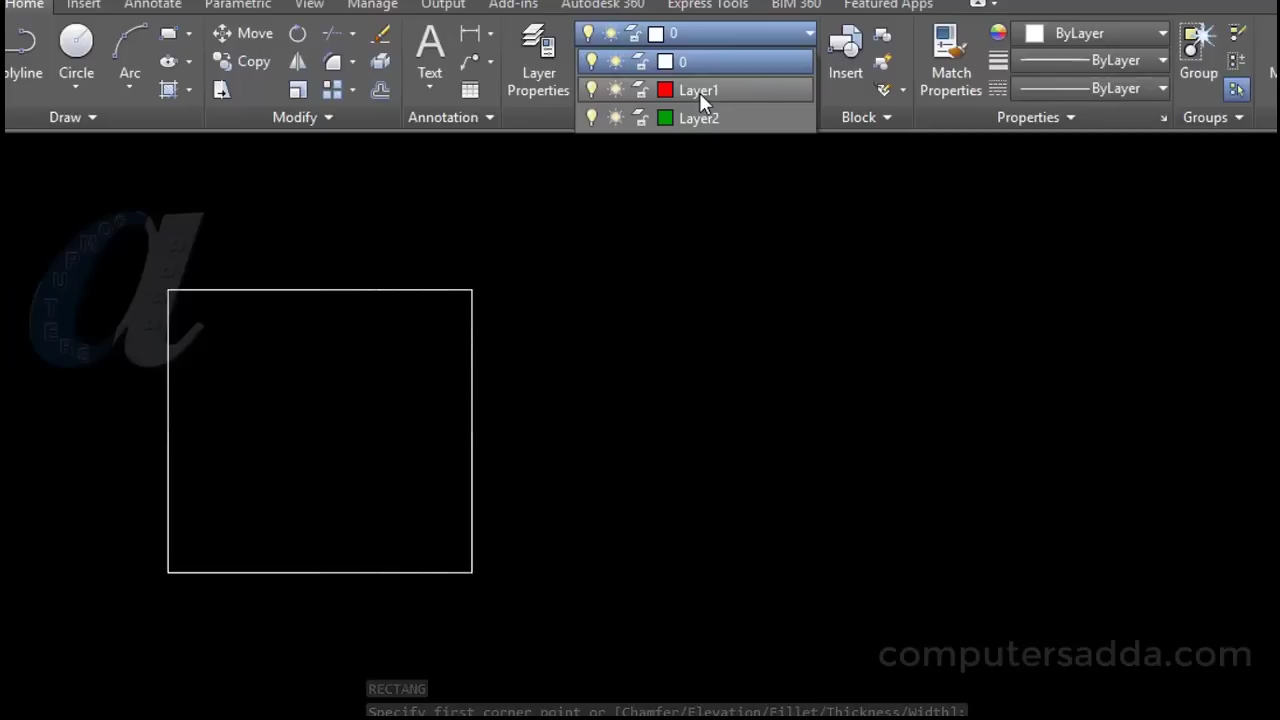 Home Insert Annotate Parametric View Manage Output Add-ins Autodesk 360 Express Tools BIM 360 Featured Apps
Move
Copy
Circle
Arc
Text
Layer
Properties
0
0
Layer1
Layer2
Insert
Match
Properties
ByLayer
ByLayer
ByLayer
Group
Draw Modify Annotation Block Properties Groups
computersadda.com
RECTANG
Specify first corner point or [Chamfer/Elevation/Fillet/Thickness/Width]: